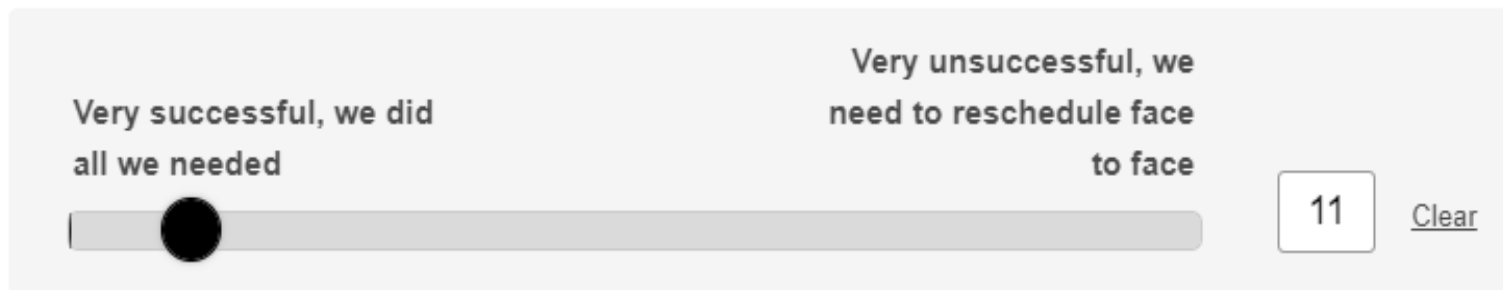 Very successful, we did
all we needed
Very unsuccessful, we
need to reschedule face
to face
11
Clear